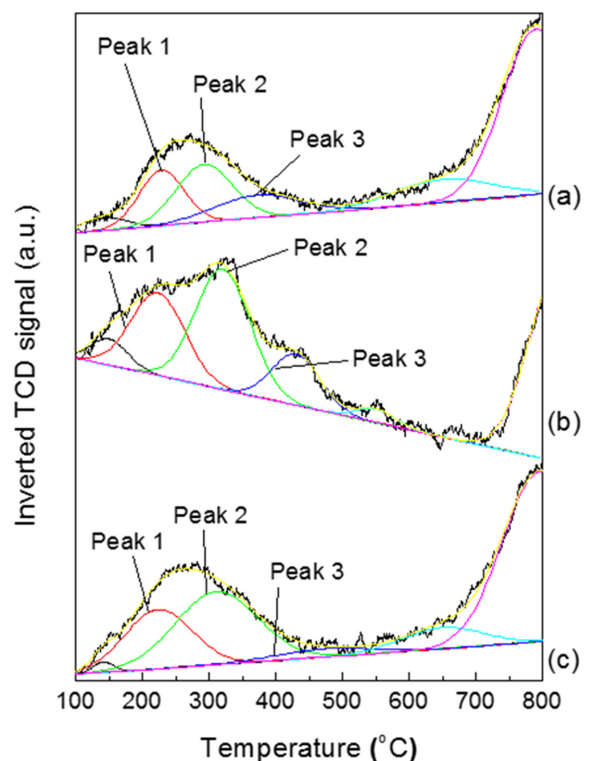 Peak 1
Peak 2
Peak 3
(a)
Peak 1
Peak 2
Peak 3
(b)
Peak 2
Peak 1
Peak 3
(c)
Inverted TCD signal (a.u.)
100 200 300 400 500 600 700 800
Temperature (°C)